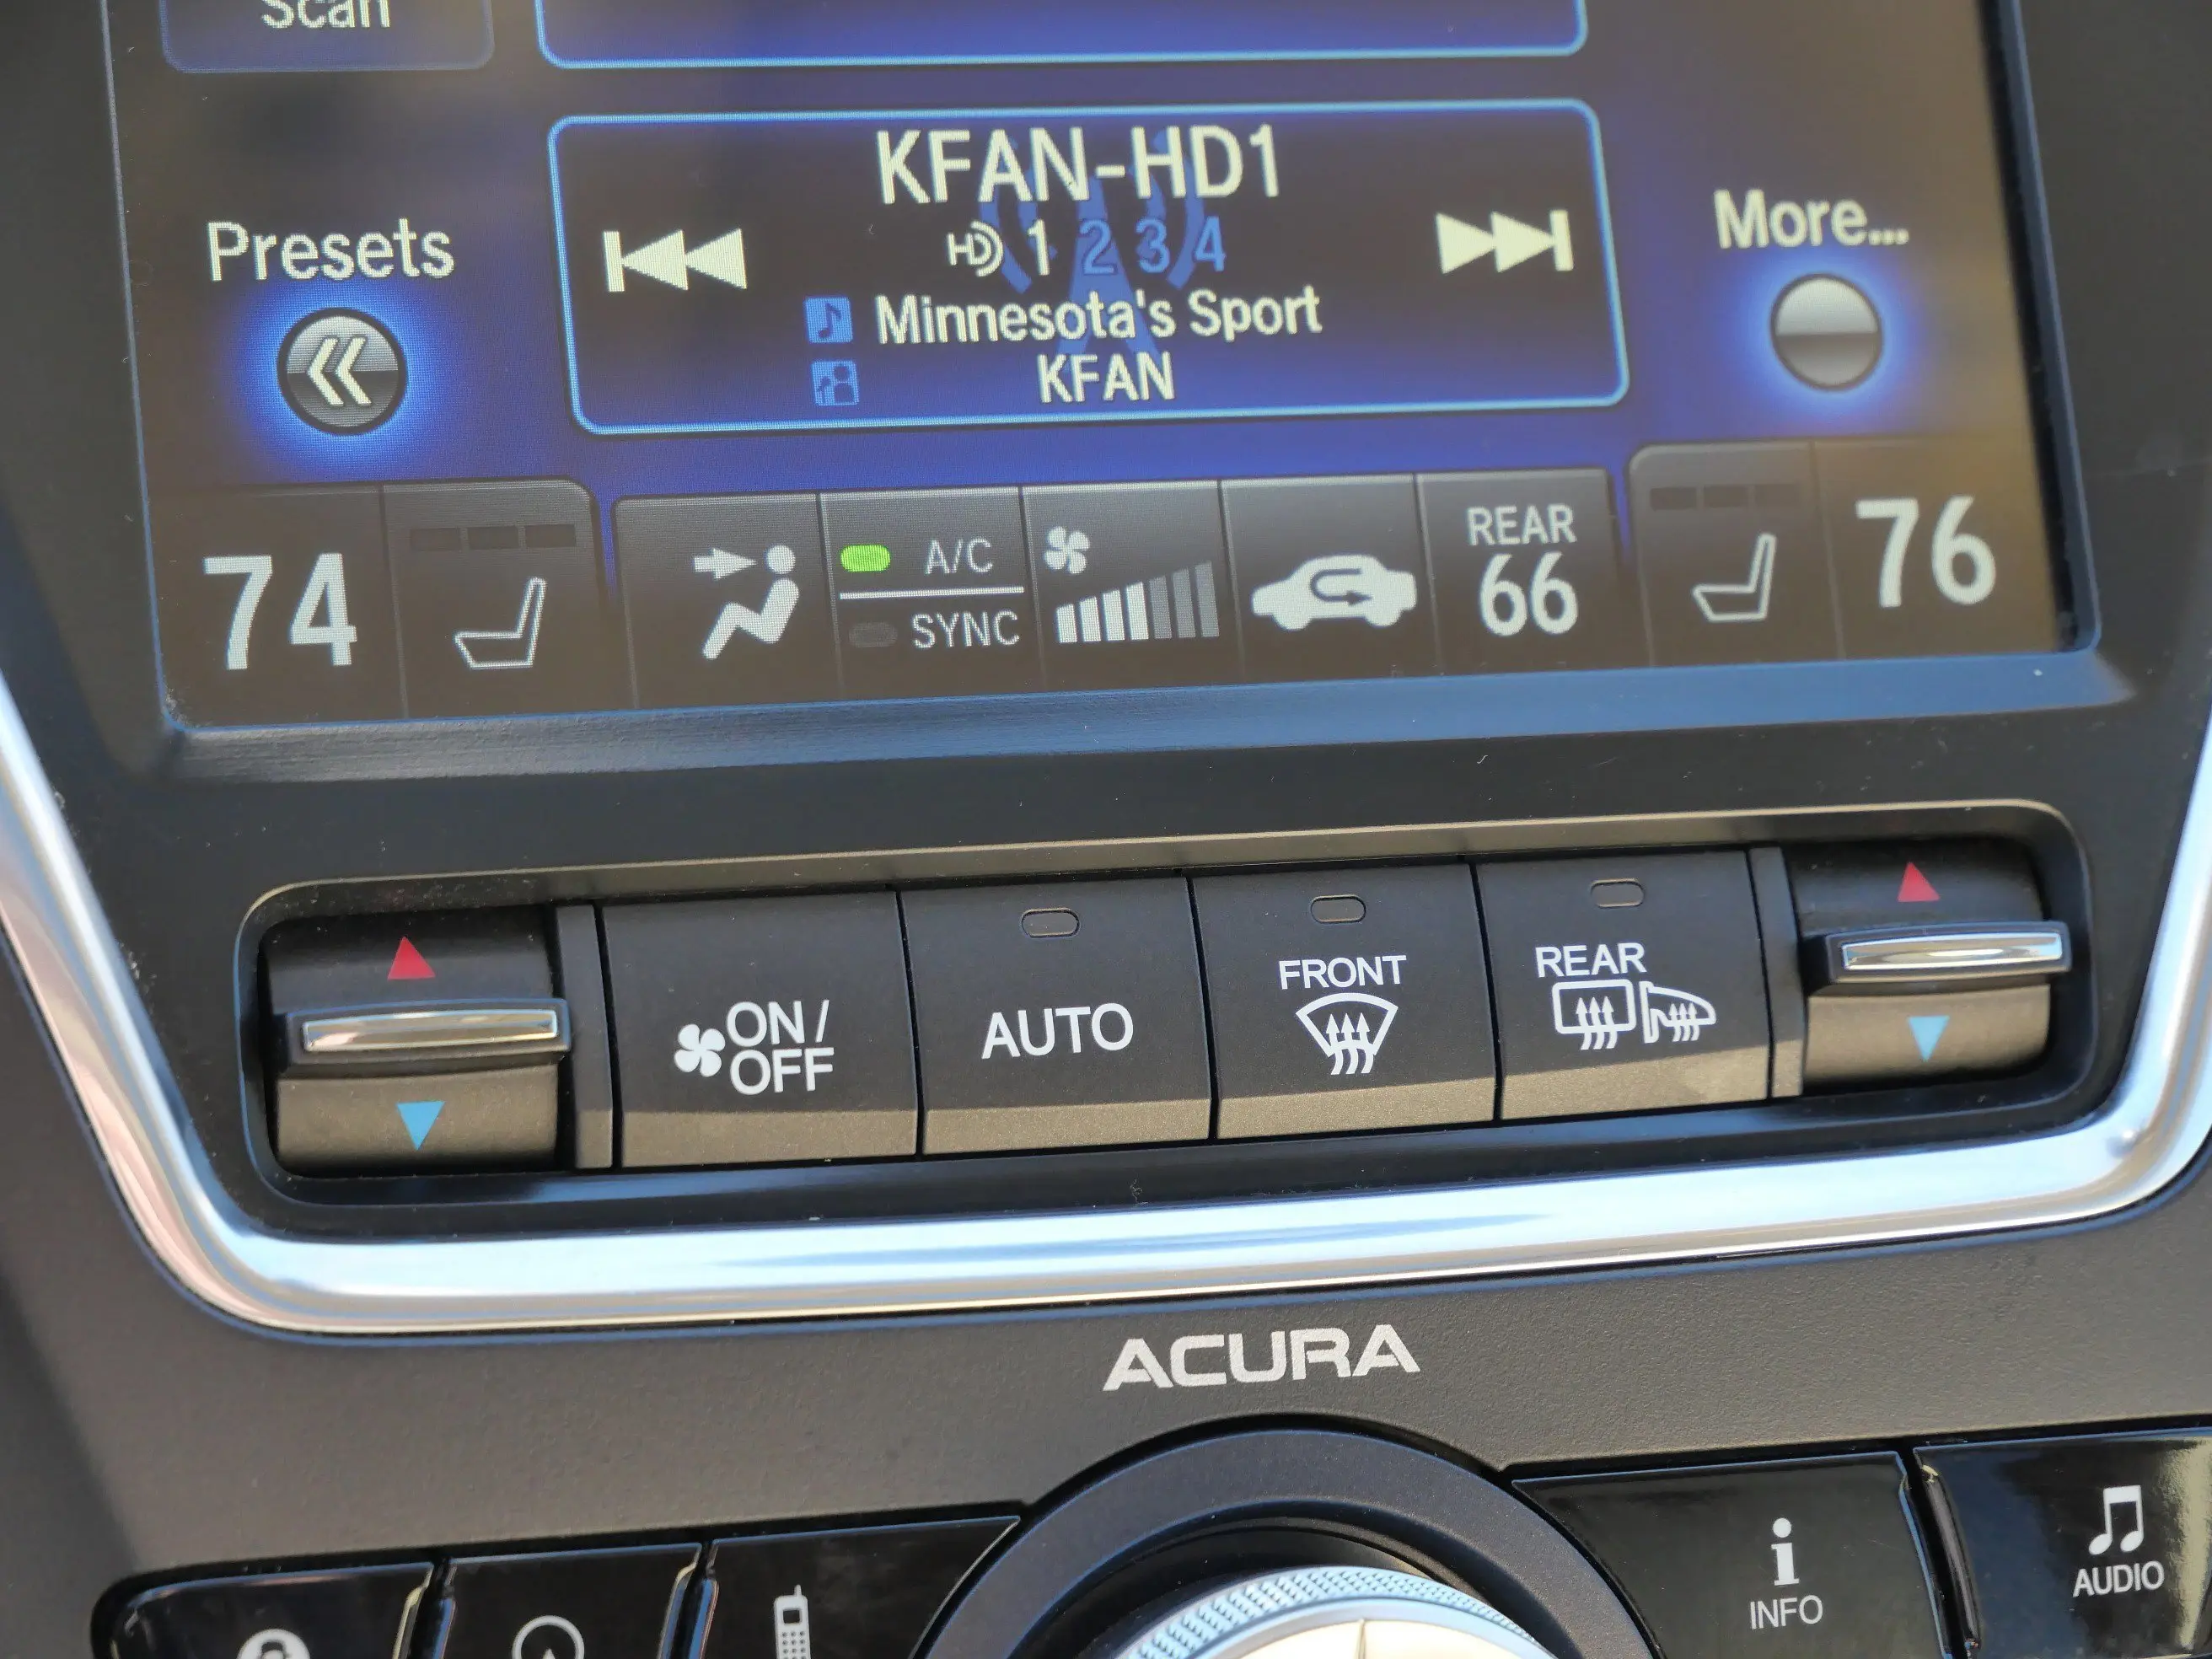 Scan
KFAN-HD1
HD 1 2 3 4
Presets
More...
Minnesota's Sport
KFAN
74
A/C
SYNC
REAR
66
76
ON/
OFF
AUTO
FRONT
REAR
ACURA
INFO
AUDIO